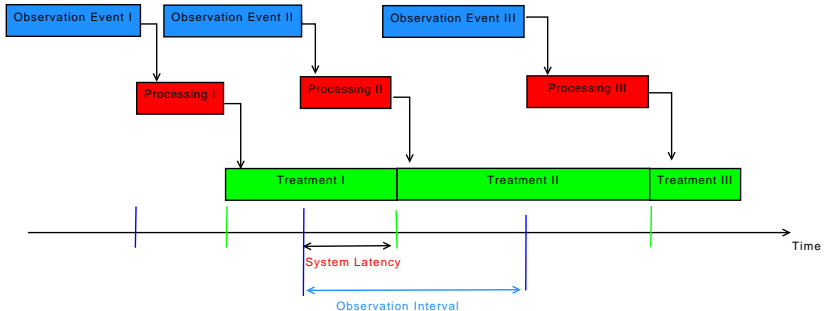 Observation Event I
Observation Event II
Observation Event III
Processing I
Processing II
Processing III
Treatment I
Treatment II
Treatment III
Time
System Latency
Observation Interval